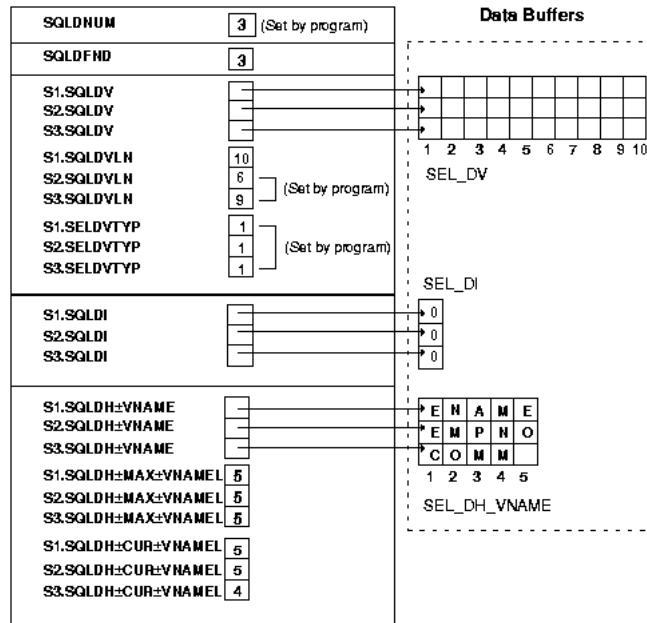 Data Buffers
SQLDNUM 3 (Set by program)
SQLDFND 3
S1.SQLDV
S2.SQLDV
S3.SQLDV
1 2 3 4 5 6 7 8 9 10
SEL_DV
S1.SQLDVLN 10
S2.SQLDVLN 6
S3.SQLDVLN 9
(Set by program)
S1.SELDVTYP 1
S2.SELDVTYP 1
S3.SELDVTYP 1
(Set by program)
SEL_DI
S1.SQLDI 0
S2.SQLDI 0
S3.SQLDI 0
S1.SQLDH±VNAME E N A M E
S2.SQLDH±VNAME E M P N O
S3.SQLDH±VNAME C O M M
1 2 3 4 5
SEL_DH_VNAME
S1.SQLDH±MAX±VNAMEL 5
S2.SQLDH±MAX±VNAMEL 5
S3.SQLDH±MAX±VNAMEL 5
S1.SQLDH±CUR±VNAMEL 5
S2.SQLDH±CUR±VNAMEL 5
S3.SQLDH±CUR±VNAMEL 4